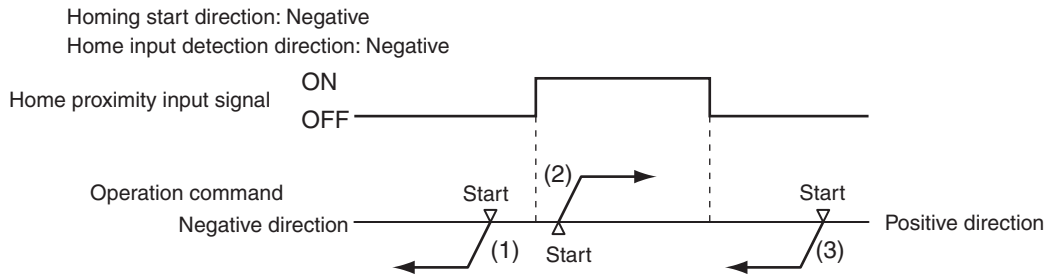 Homing start direction: Negative
Home input detection direction: Negative
ON
Home proximity input signal
OFF
(2)
Operation command
Start
Start
Negative direction
Positive direction
(1)
Start
(3)